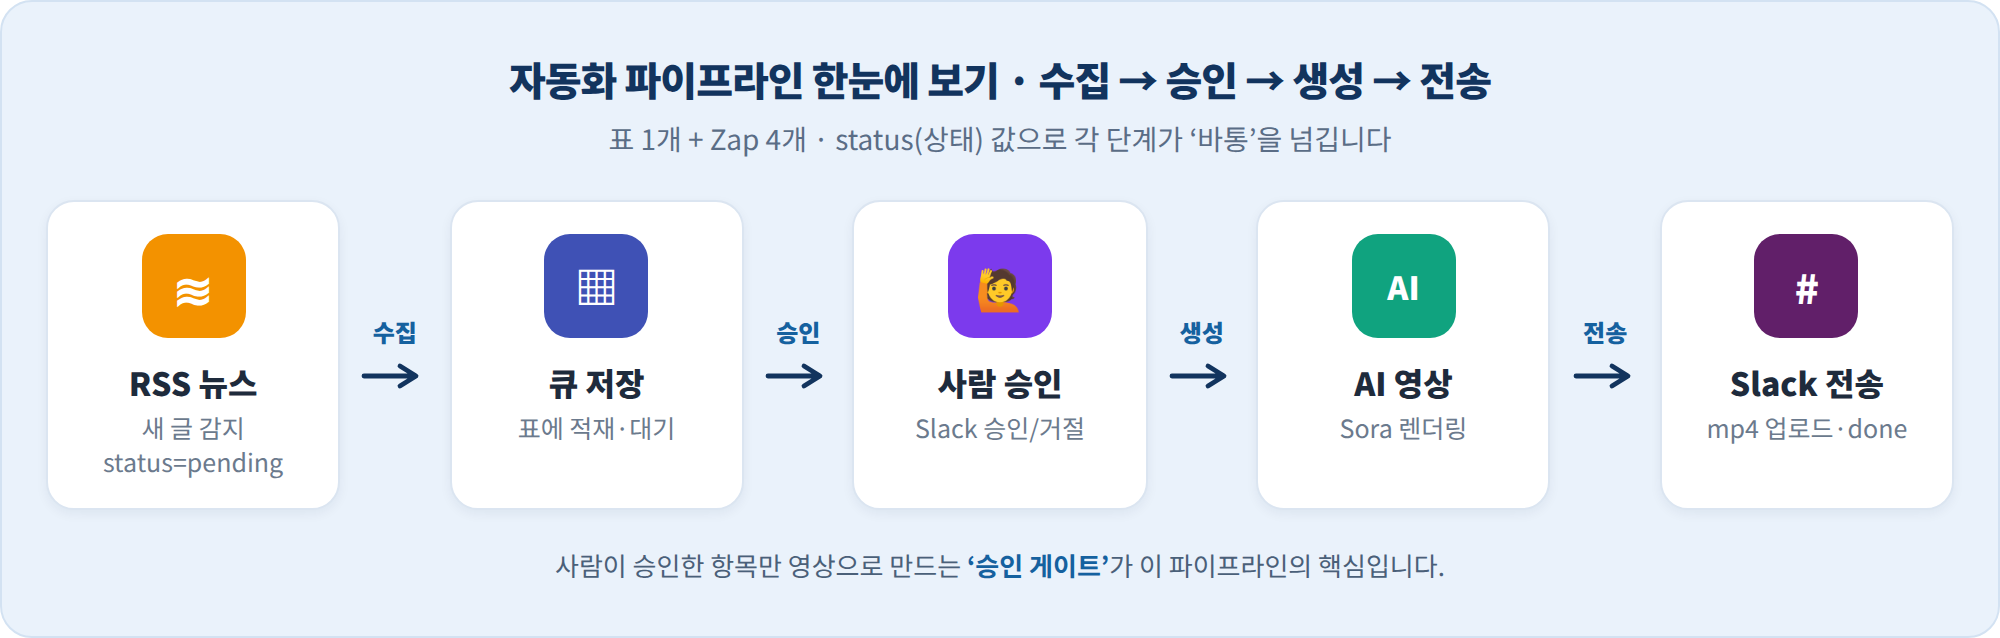 자동화 파이프라인 한눈에 보기 · 수집 → 승인 → 생성 → 전송
표 1개 + Zap 4개 · status(상태) 값으로 각 단계가 ‘바통’을 넘깁니다
RSS 뉴스
새 글 감지
status=pending
수집
→
큐 저장
표에 적재·대기
승인
→
사람 승인
Slack 승인/거절
생성
→
AI
AI 영상
Sora 렌더링
전송
→
#
Slack 전송
mp4 업로드·done
사람이 승인한 항목만 영상으로 만드는 ‘승인 게이트’가 이 파이프라인의 핵심입니다.